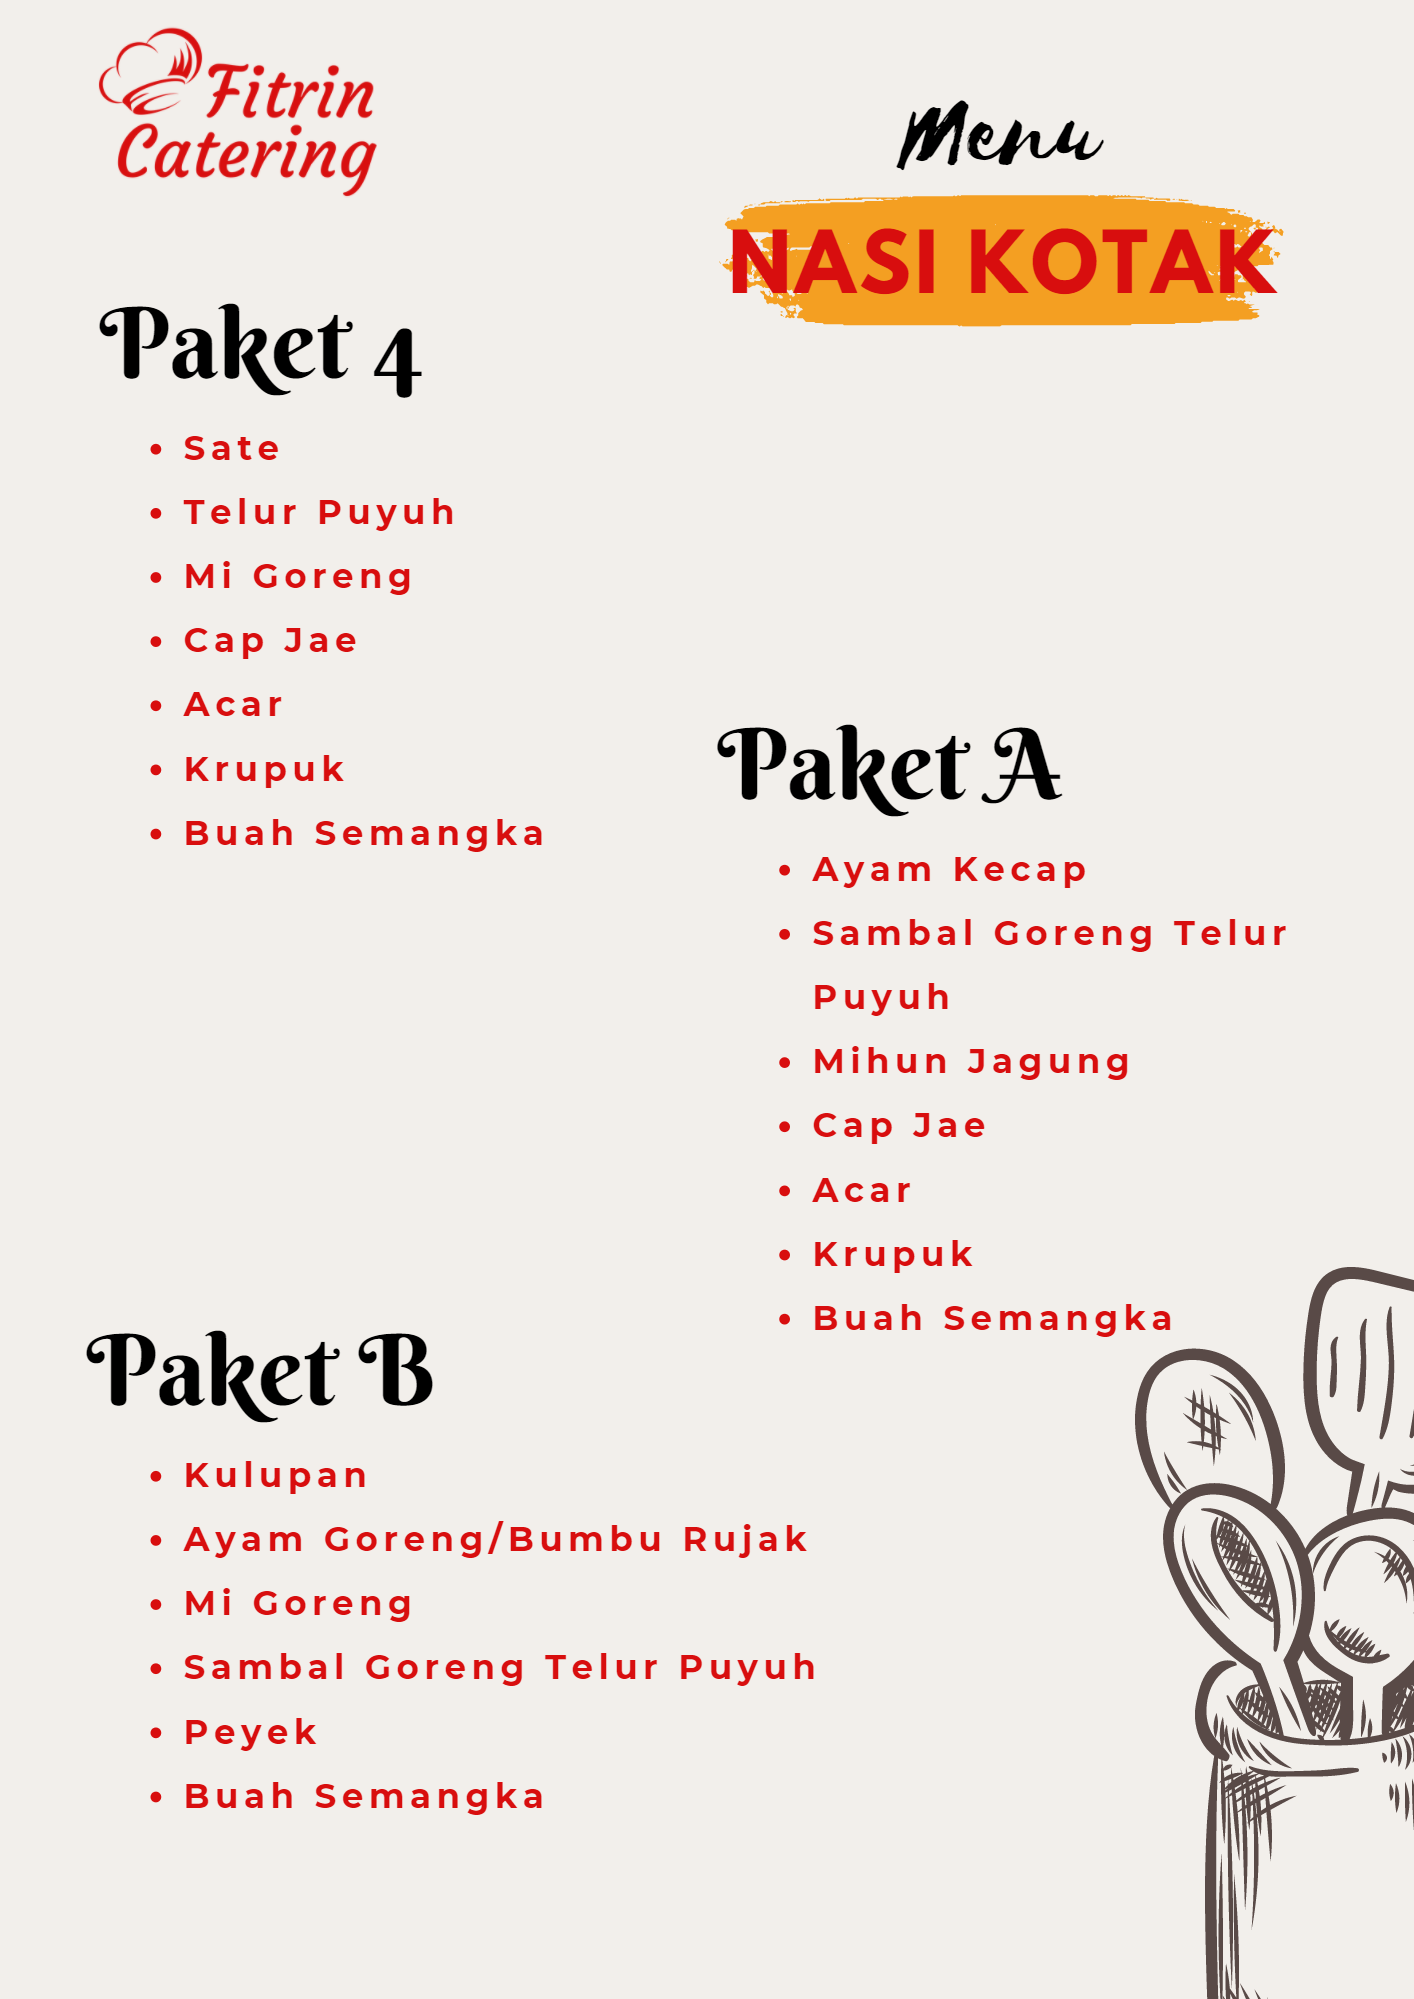 Fitrin
Catering
Menu
NASI KOTAK
Paket 4
• Sate
• Telur Puyuh
• Mi Goreng
• Cap Jae
• Acar
• Krupuk
• Buah Semangka
Paket A
• Ayam Kecap
• Sambal Goreng Telur
Puyuh
• Mihun Jagung
• Cap Jae
• Acar
• Krupuk
• Buah Semangka
Paket B
• Kulupan
• Ayam Goreng/Bumbu Rujak
• Mi Goreng
• Sambal Goreng Telur Puyuh
• Peyek
• Buah Semangka